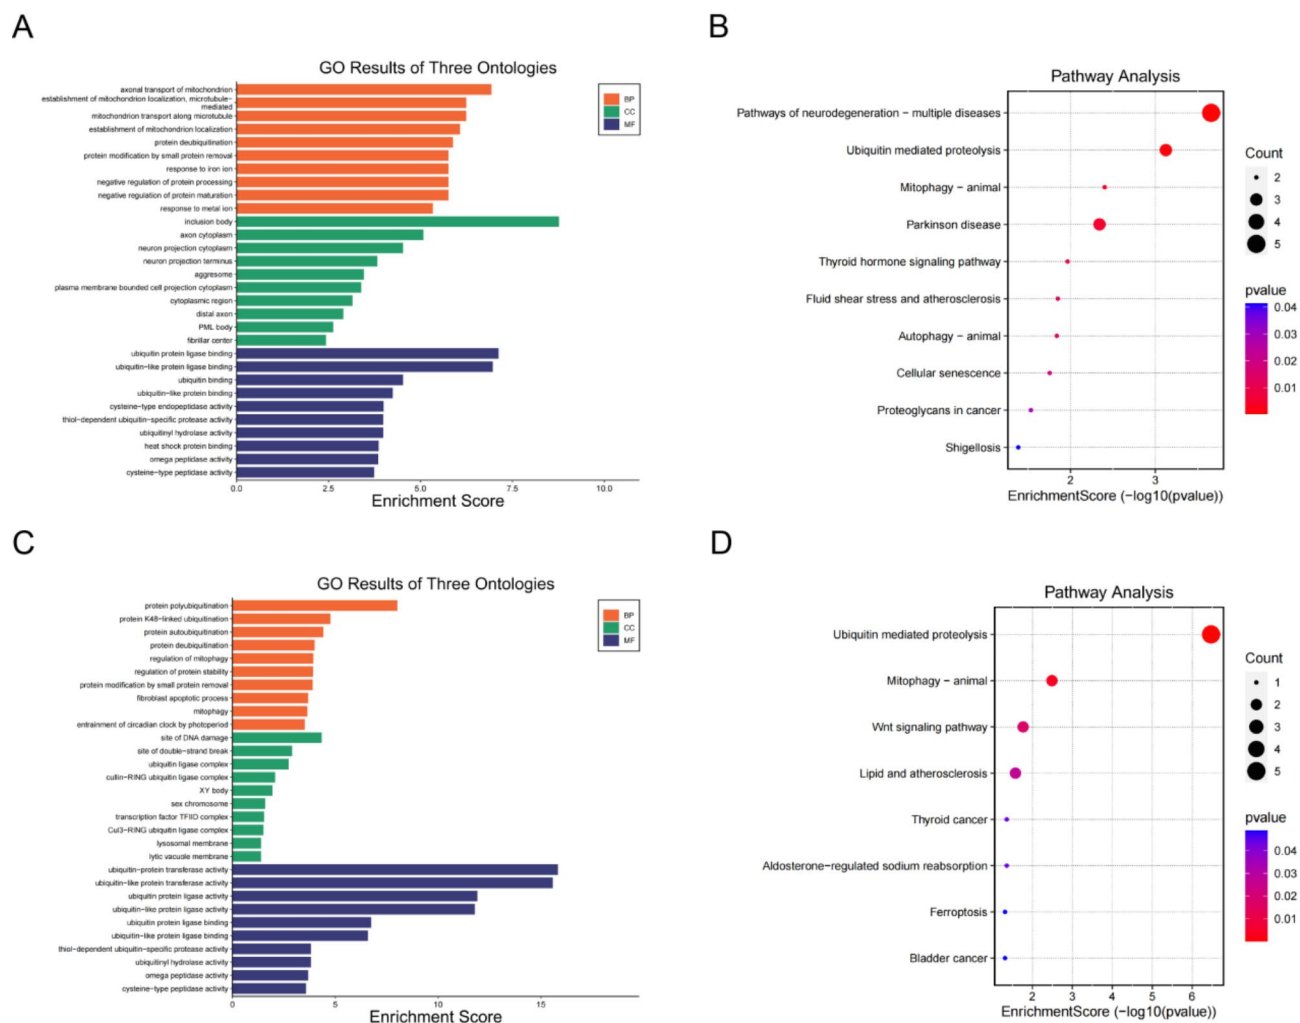 A
GO Results of Three Ontologies
axonal transport of mitochondrion
establishment of mitochondrion localization, microtubule−
mediated
mitochondrion transport along microtubule
establishment of mitochondrion localization
protein deubiquitination
protein modification by small protein removal
response to iron ion
negative regulation of protein processing
negative regulation of protein maturation
response to metal ion
inclusion body
axon cytoplasm
neuron projection cytoplasm
neuron projection terminus
aggresome
plasma membrane bounded cell projection cytoplasm
cytoplasmic region
distal axon
PML body
fibrillar center
ubiquitin protein ligase binding
ubiquitin−like protein ligase binding
ubiquitin binding
ubiquitin−like protein binding
cysteine−type endopeptidase activity
thiol−dependent ubiquitin−specific protease activity
ubiquitinyl hydrolase activity
heat shock protein binding
omega peptidase activity
cysteine−type peptidase activity
0.0 2.5 5.0 7.5 10.0
Enrichment Score
BP
CC
MF
B
Pathway Analysis
Pathways of neurodegeneration − multiple diseases
Ubiquitin mediated proteolysis
Mitophagy − animal
Parkinson disease
Thyroid hormone signaling pathway
Fluid shear stress and atherosclerosis
Autophagy − animal
Cellular senescence
Proteoglycans in cancer
Shigellosis
2 3
EnrichmentScore (−log10(pvalue))
Count
2
3
4
5
pvalue
0.04
0.03
0.02
0.01
C
GO Results of Three Ontologies
protein polyubiquitination
protein K48−linked ubiquitination
protein autoubiquitination
protein deubiquitination
regulation of mitophagy
regulation of protein stability
protein modification by small protein removal
fibroblast apoptotic process
mitophagy
entrainment of circadian clock by photoperiod
site of DNA damage
site of double−strand break
ubiquitin ligase complex
cullin−RING ubiquitin ligase complex
XY body
sex chromosome
transcription factor TFIID complex
Cul3−RING ubiquitin ligase complex
lysosomal membrane
lytic vacuole membrane
ubiquitin−protein transferase activity
ubiquitin−like protein transferase activity
ubiquitin protein ligase activity
ubiquitin−like protein ligase activity
ubiquitin protein ligase binding
ubiquitin−like protein ligase binding
thiol−dependent ubiquitin−specific protease activity
ubiquitinyl hydrolase activity
omega peptidase activity
cysteine−type peptidase activity
0 5 10 15
Enrichment Score
BP
CC
MF
D
Pathway Analysis
Ubiquitin mediated proteolysis
Mitophagy − animal
Wnt signaling pathway
Lipid and atherosclerosis
Thyroid cancer
Aldosterone−regulated sodium reabsorption
Ferroptosis
Bladder cancer
2 3 4 5 6
EnrichmentScore (−log10(pvalue))
Count
1
2
3
4
5
pvalue
0.04
0.03
0.02
0.01